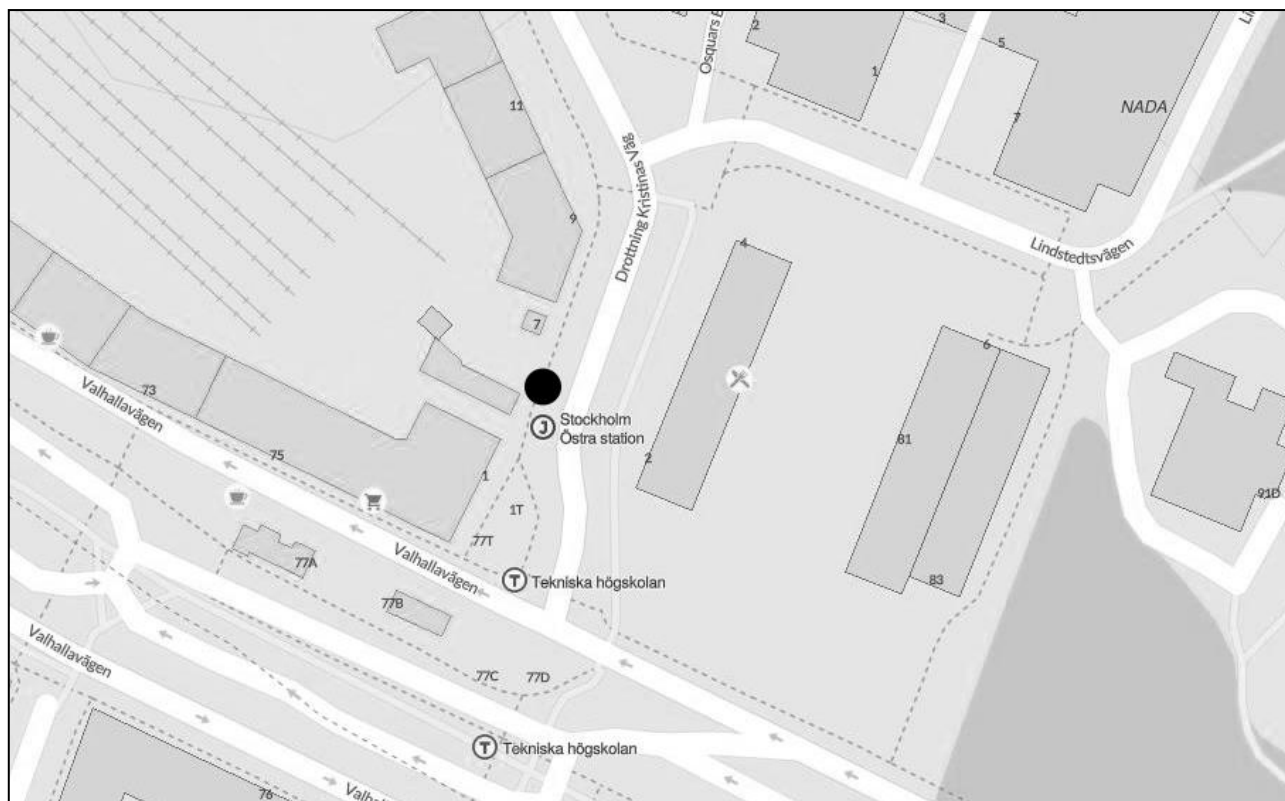 2
3
5
1
11
7
NADA
Osquars
Drottning Kristinas Väg
9
4
Lindstedtsvägen
7
6
Stockholm
Östra station
73
Valhallavägen
75
1
2
81
1T
77T
91D
Valhallavägen
Tekniska högskolan
77A
83
77B
Valhallavägen
77C
77D
Tekniska högskolan
76